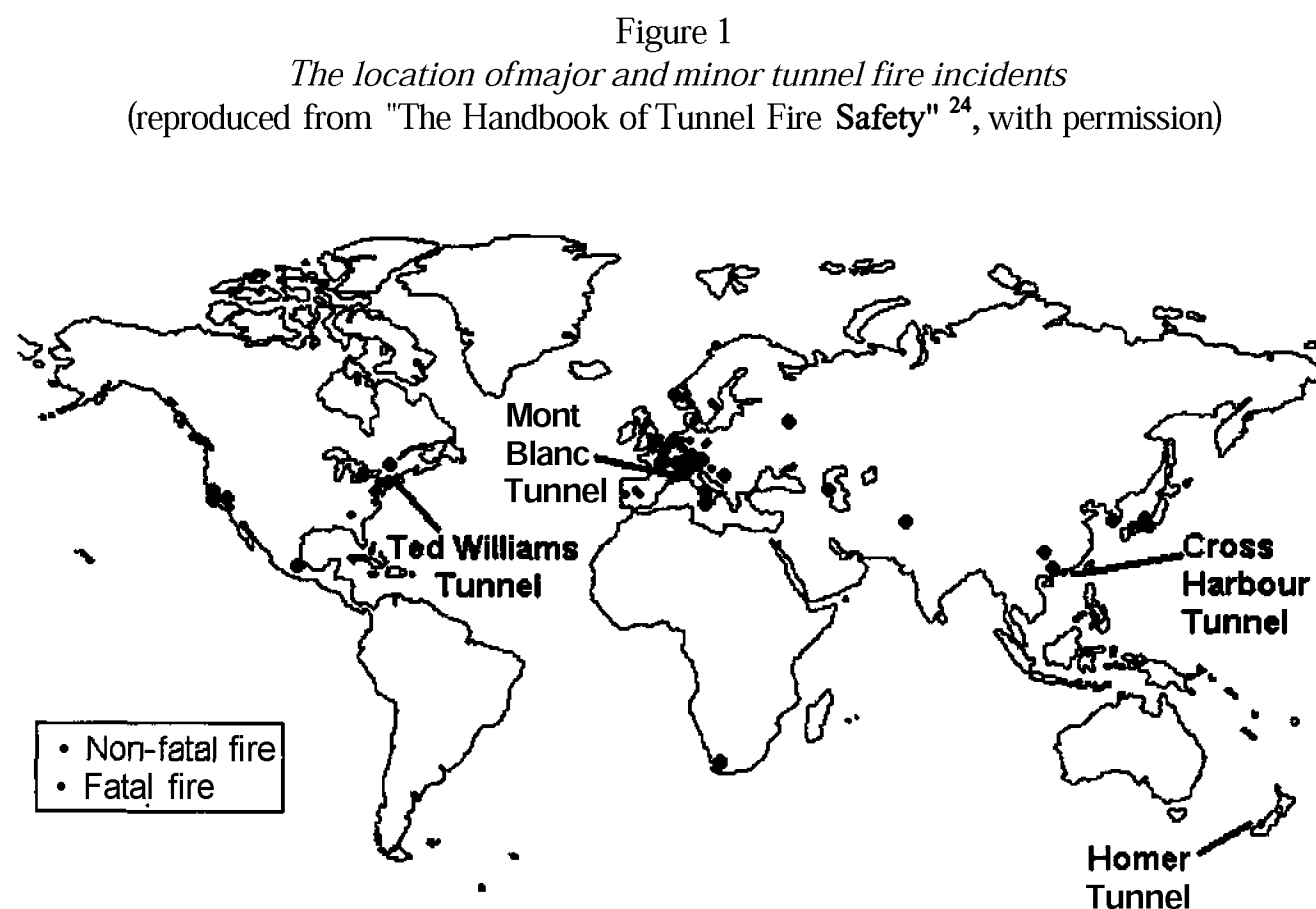 Figure 1
The location ofmajor and minor tunnel fire incidents
(reproduced from "The Handbook of Tunnel Fire Safety" 24, with permission)
Mont
Blanc
Tunnel
Ted Williams
Tunnel
Cross
Harbour
Tunnel
• Non-fatal fire
• Fatal fire
Homer
Tunnel